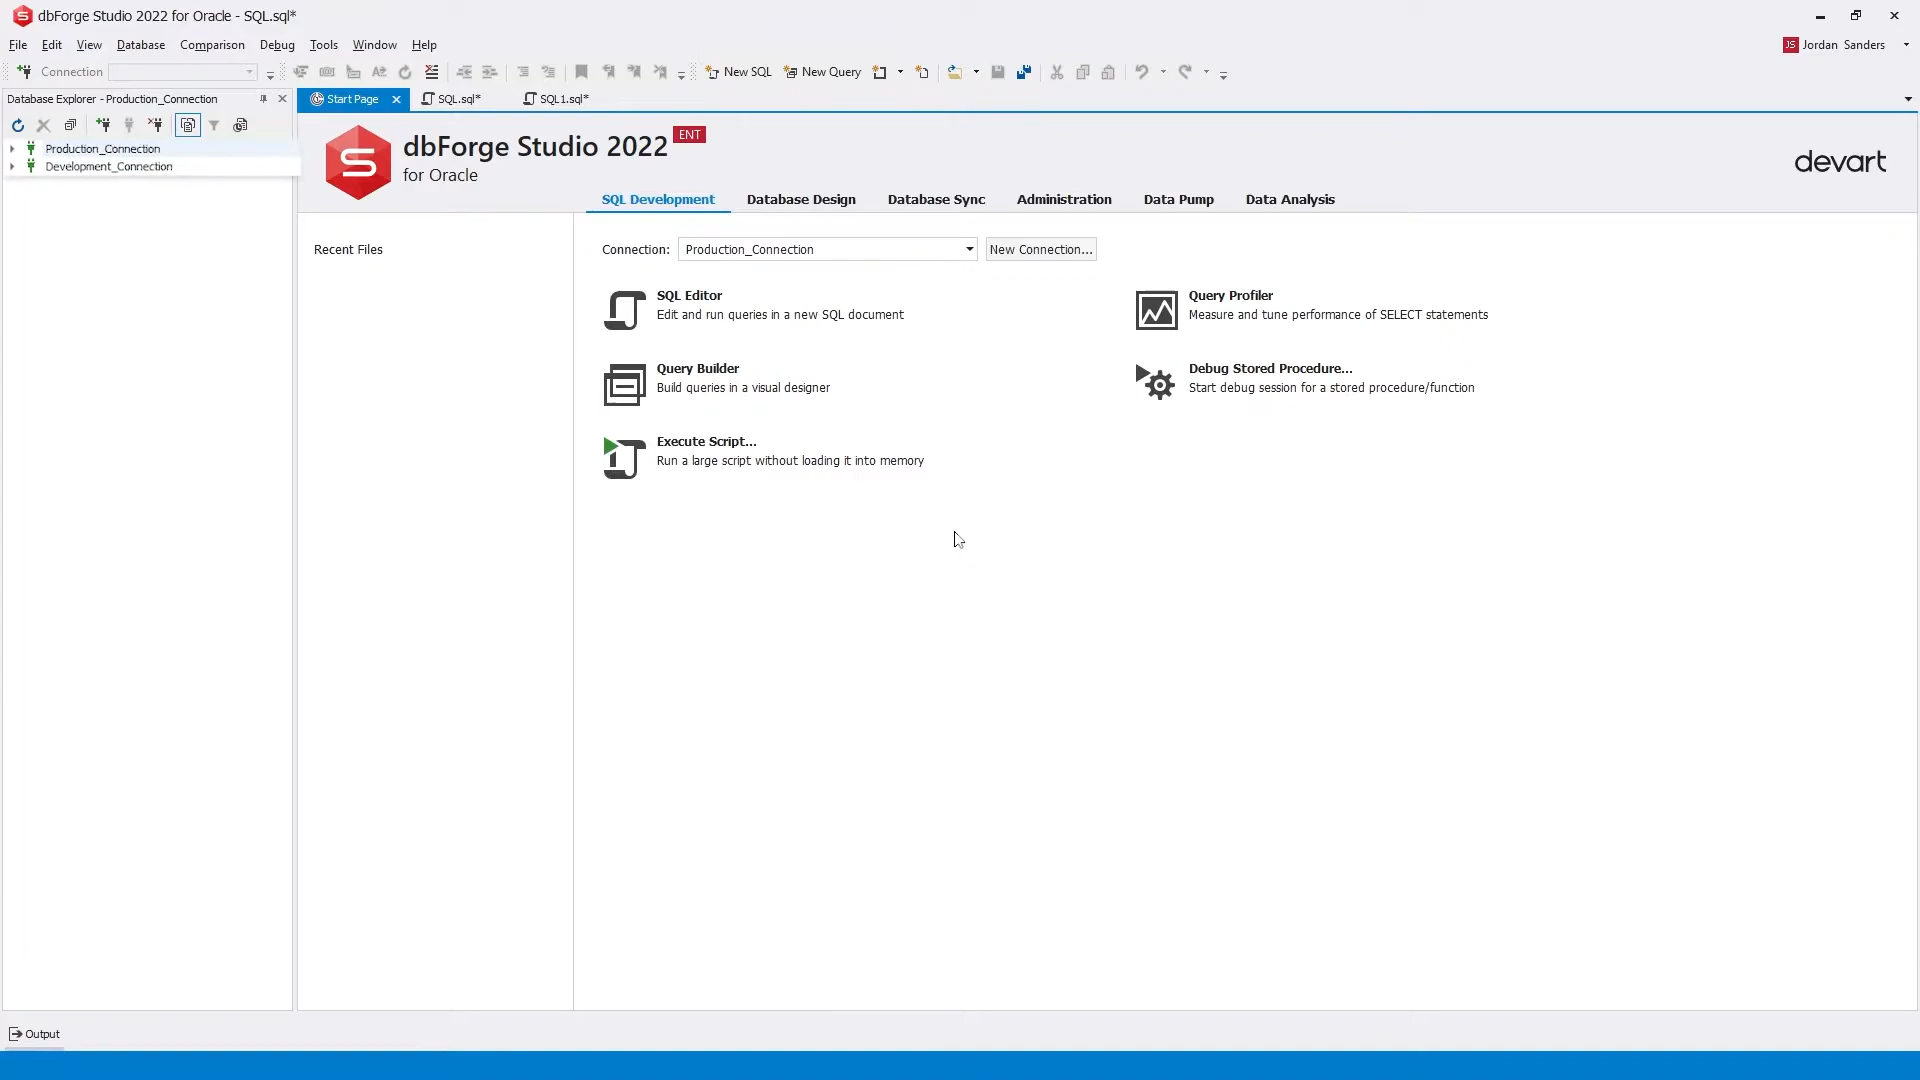 dbForge Studio 2022 for Oracle - SQL.sql*
File Edit View Database Comparison Debug Tools Window Help
JS Jordan Sanders
Connection
New SQL New Query
Database Explorer - Production_Connection
Start Page SQL.sql* SQL1.sql*
Production_Connection
Development_Connection
dbForge Studio 2022 ENT
for Oracle
devart
SQL Development Database Design Database Sync Administration Data Pump Data Analysis
Recent Files
Connection: Production_Connection New Connection...
SQL Editor
Edit and run queries in a new SQL document
Query Profiler
Measure and tune performance of SELECT statements
Query Builder
Build queries in a visual designer
Debug Stored Procedure...
Start debug session for a stored procedure/function
Execute Script...
Run a large script without loading it into memory
Output